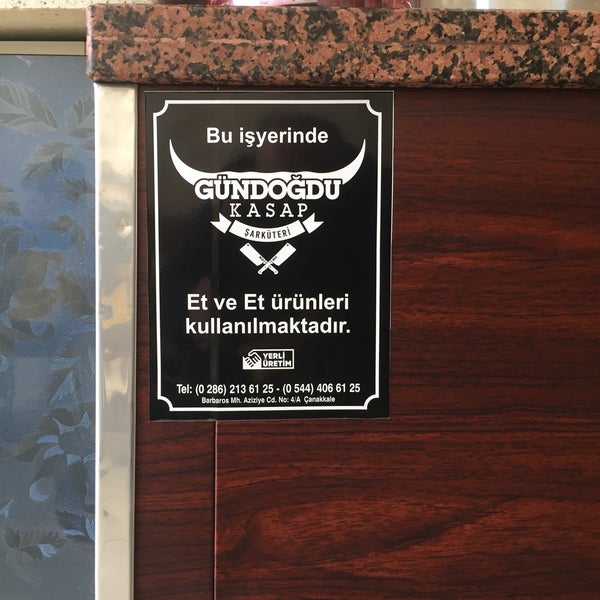 Bu işyerinde
GÜNDOĞDU
KASAP
ŞARKÜTERİ
Et ve Et ürünleri
kullanılmaktadır.
YERLİ
ÜRETİM
Tel: (0 286) 213 61 25 - (0 544) 406 61 25
Barbaros Mh. Aziziye Cd. No: 4/A Çanakkale